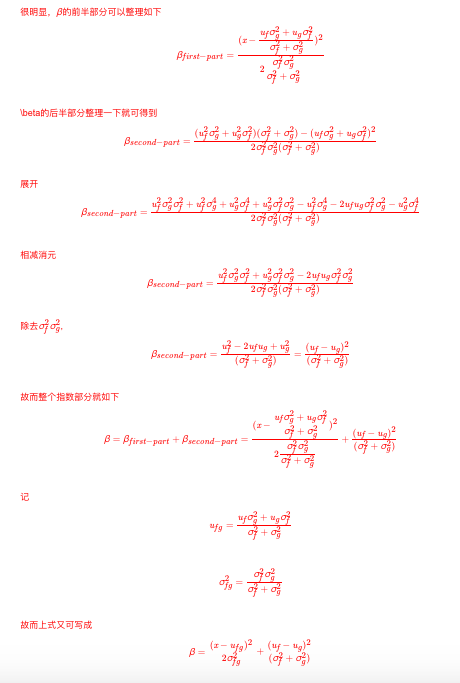 很明显，β的前半部分可以整理如下
\beta_{first-part} = \frac{(x - \frac{u_f\sigma_g^2 + u_g\sigma_f^2}{\sigma_f^2 + \sigma_g^2})^2}{2\frac{\sigma_f^2\sigma_g^2}{\sigma_f^2 + \sigma_g^2}}
\beta的后半部分整理一下就可得到
\beta_{second-part} = \frac{(u_f^2\sigma_g^2 + u_g^2\sigma_f^2)(\sigma_f^2 + \sigma_g^2) - (u_f\sigma_g^2 + u_g\sigma_f^2)^2}{2\sigma_f^2\sigma_g^2(\sigma_f^2 + \sigma_g^2)}
展开
\beta_{second-part} = \frac{u_f^2\sigma_g^2\sigma_f^2 + u_f^2\sigma_g^4 + u_g^2\sigma_f^4 + u_g^2\sigma_f^2\sigma_g^2 - u_f^2\sigma_g^4 - 2u_fu_g\sigma_f^2\sigma_g^2 - u_g^2\sigma_f^4}{2\sigma_f^2\sigma_g^2(\sigma_f^2 + \sigma_g^2)}
相减消元
\beta_{second-part} = \frac{u_f^2\sigma_g^2\sigma_f^2 + u_g^2\sigma_f^2\sigma_g^2 - 2u_fu_g\sigma_f^2\sigma_g^2}{2\sigma_f^2\sigma_g^2(\sigma_f^2 + \sigma_g^2)}
除去\sigma_f^2\sigma_g^2,
\beta_{second-part} = \frac{u_f^2 - 2u_fu_g + u_g^2}{(\sigma_f^2 + \sigma_g^2)} = \frac{(u_f - u_g)^2}{(\sigma_f^2 + \sigma_g^2)}
故而整个指数部分就如下
\beta = \beta_{first-part} + \beta_{second-part} = \frac{(x - \frac{u_f\sigma_g^2 + u_g\sigma_f^2}{\sigma_f^2 + \sigma_g^2})^2}{2\frac{\sigma_f^2\sigma_g^2}{\sigma_f^2 + \sigma_g^2}} + \frac{(u_f - u_g)^2}{(\sigma_f^2 + \sigma_g^2)}
记
u_{fg} = \frac{u_f\sigma_g^2 + u_g\sigma_f^2}{\sigma_f^2 + \sigma_g^2}
\sigma_{fg}^2 = \frac{\sigma_f^2\sigma_g^2}{\sigma_f^2 + \sigma_g^2}
故而上式又可写成
\beta = \frac{(x - u_{fg})^2}{2\sigma_{fg}^2} + \frac{(u_f - u_g)^2}{(\sigma_f^2 + \sigma_g^2)}